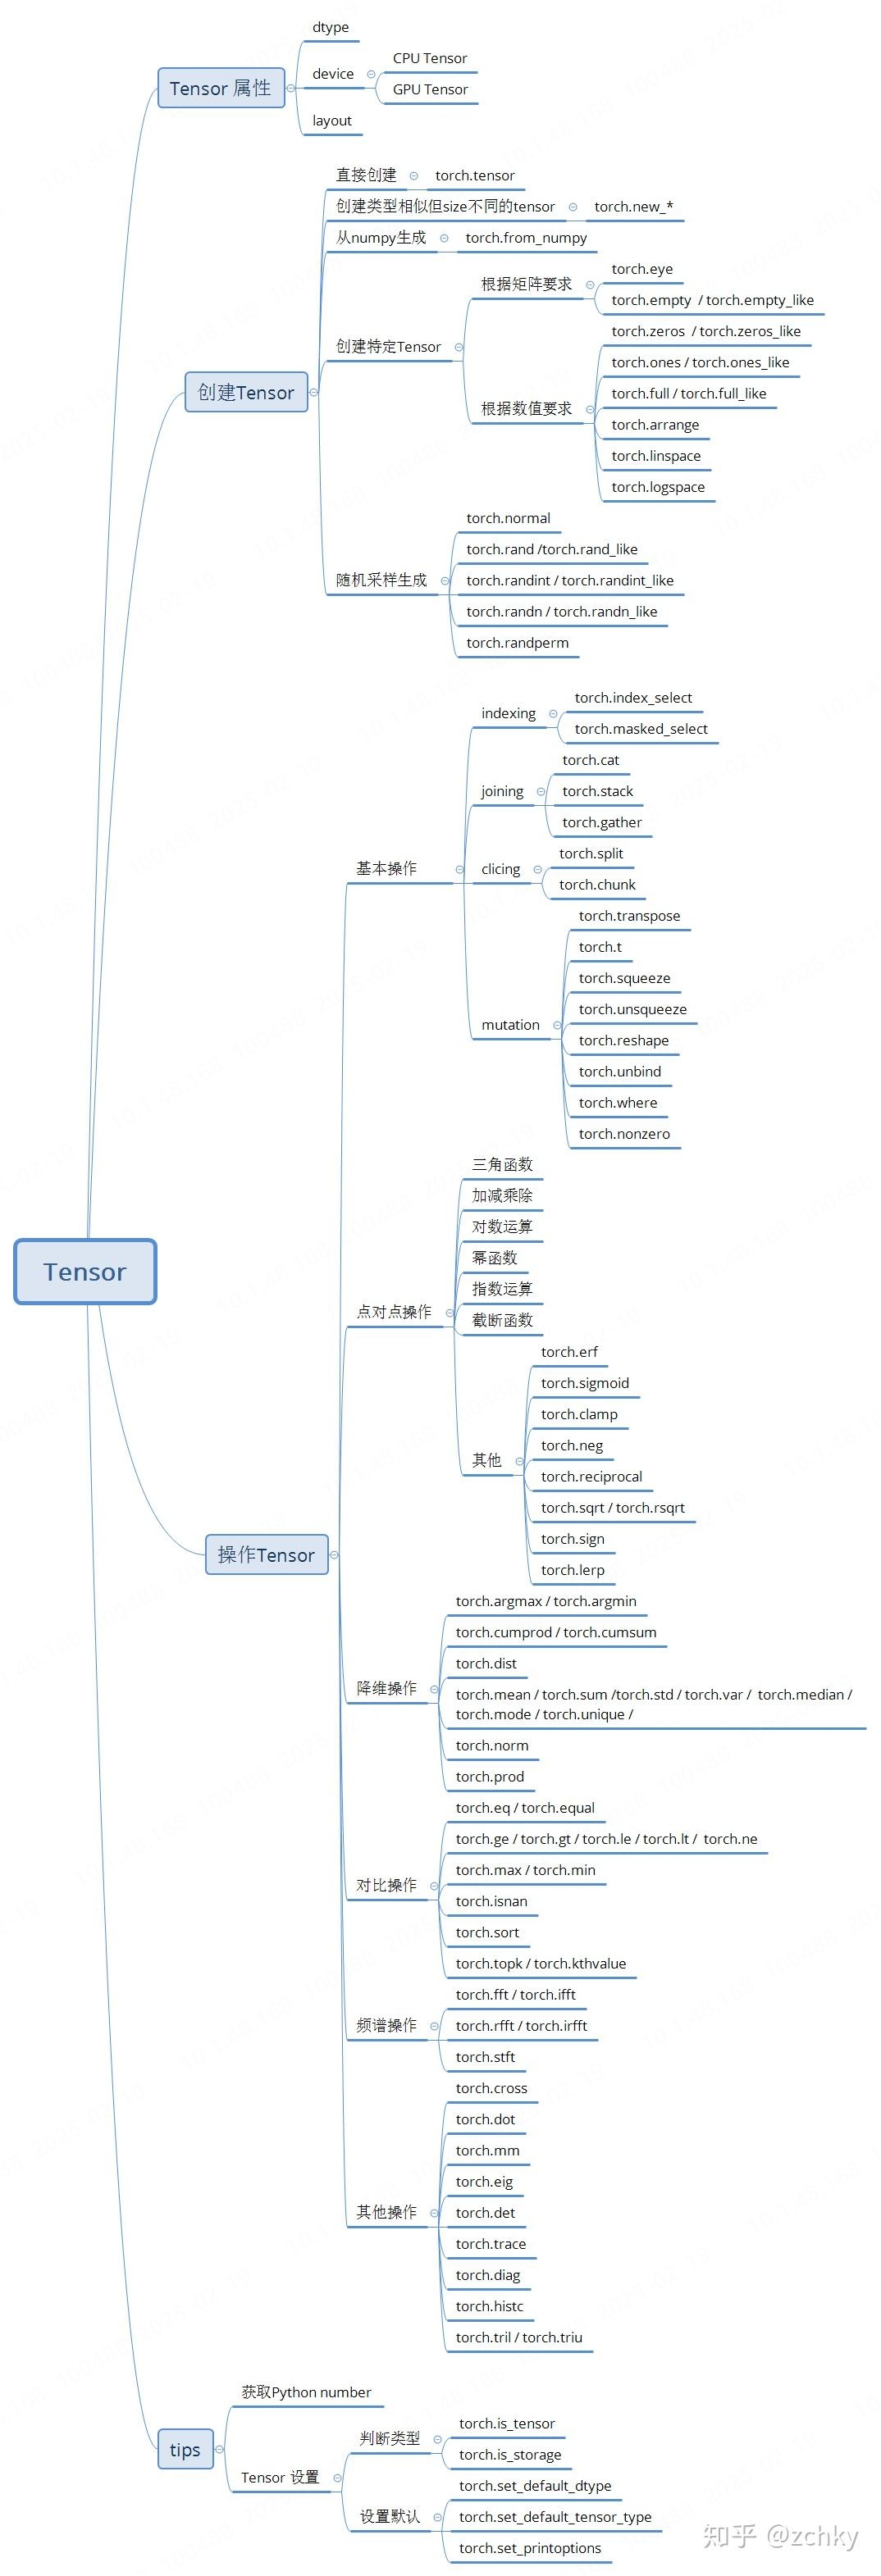 Tensor
Tensor 属性
dtype
device
CPU Tensor
GPU Tensor
layout
创建Tensor
直接创建
torch.tensor
创建类型相似但size不同的tensor
torch.new_*
从numpy生成
torch.from_numpy
创建特定Tensor
根据矩阵要求
torch.eye
torch.empty / torch.empty_like
根据数值要求
torch.zeros / torch.zeros_like
torch.ones / torch.ones_like
torch.full / torch.full_like
torch.arrange
torch.linspace
torch.logspace
随机采样生成
torch.normal
torch.rand /torch.rand_like
torch.randint / torch.randint_like
torch.randn / torch.randn_like
torch.randperm
操作Tensor
基本操作
indexing
torch.index_select
torch.masked_select
joining
torch.cat
torch.stack
torch.gather
clicing
torch.split
torch.chunk
mutation
torch.transpose
torch.t
torch.squeeze
torch.unsqueeze
torch.reshape
torch.unbind
torch.where
torch.nonzero
点对点操作
三角函数
加减乘除
对数运算
幂函数
指数运算
截断函数
其他
torch.erf
torch.sigmoid
torch.clamp
torch.neg
torch.reciprocal
torch.sqrt / torch.rsqrt
torch.sign
torch.lerp
降维操作
torch.argmax / torch.argmin
torch.cumprod / torch.cumsum
torch.dist
torch.mean / torch.sum /torch.std / torch.var / torch.median /
torch.mode / torch.unique /
torch.norm
torch.prod
对比操作
torch.eq / torch.equal
torch.ge / torch.gt / torch.le / torch.lt / torch.ne
torch.max / torch.min
torch.isnan
torch.sort
torch.topk / torch.kthvalue
频谱操作
torch.fft / torch.ifft
torch.rfft / torch.irfft
torch.stft
其他操作
torch.cross
torch.dot
torch.mm
torch.eig
torch.det
torch.trace
torch.diag
torch.histc
torch.tril / torch.triu
tips
获取Python number
Tensor 设置
判断类型
torch.is_tensor
torch.is_storage
设置默认
torch.set_default_dtype
torch.set_default_tensor_type
torch.set_printoptions
知乎 @zchky